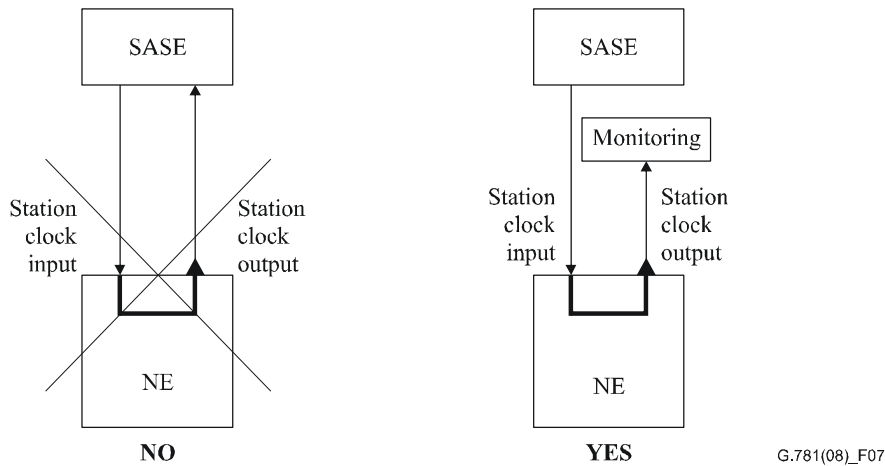 SASE
Station
clock
input
Station
clock
output
NE
NO
SASE
Monitoring
Station
clock
input
Station
clock
output
NE
YES
G.781(08)_F07